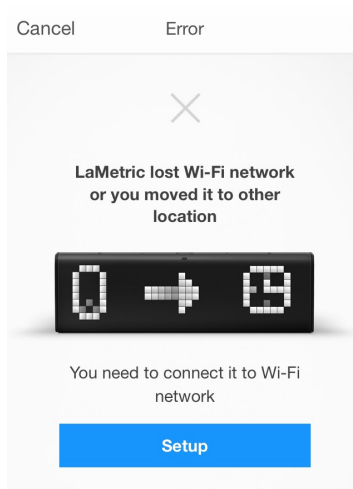 Cancel
Error
LaMetric lost Wi-Fi network
or you moved it to other
location
You need to connect it to Wi-Fi
network
Setup